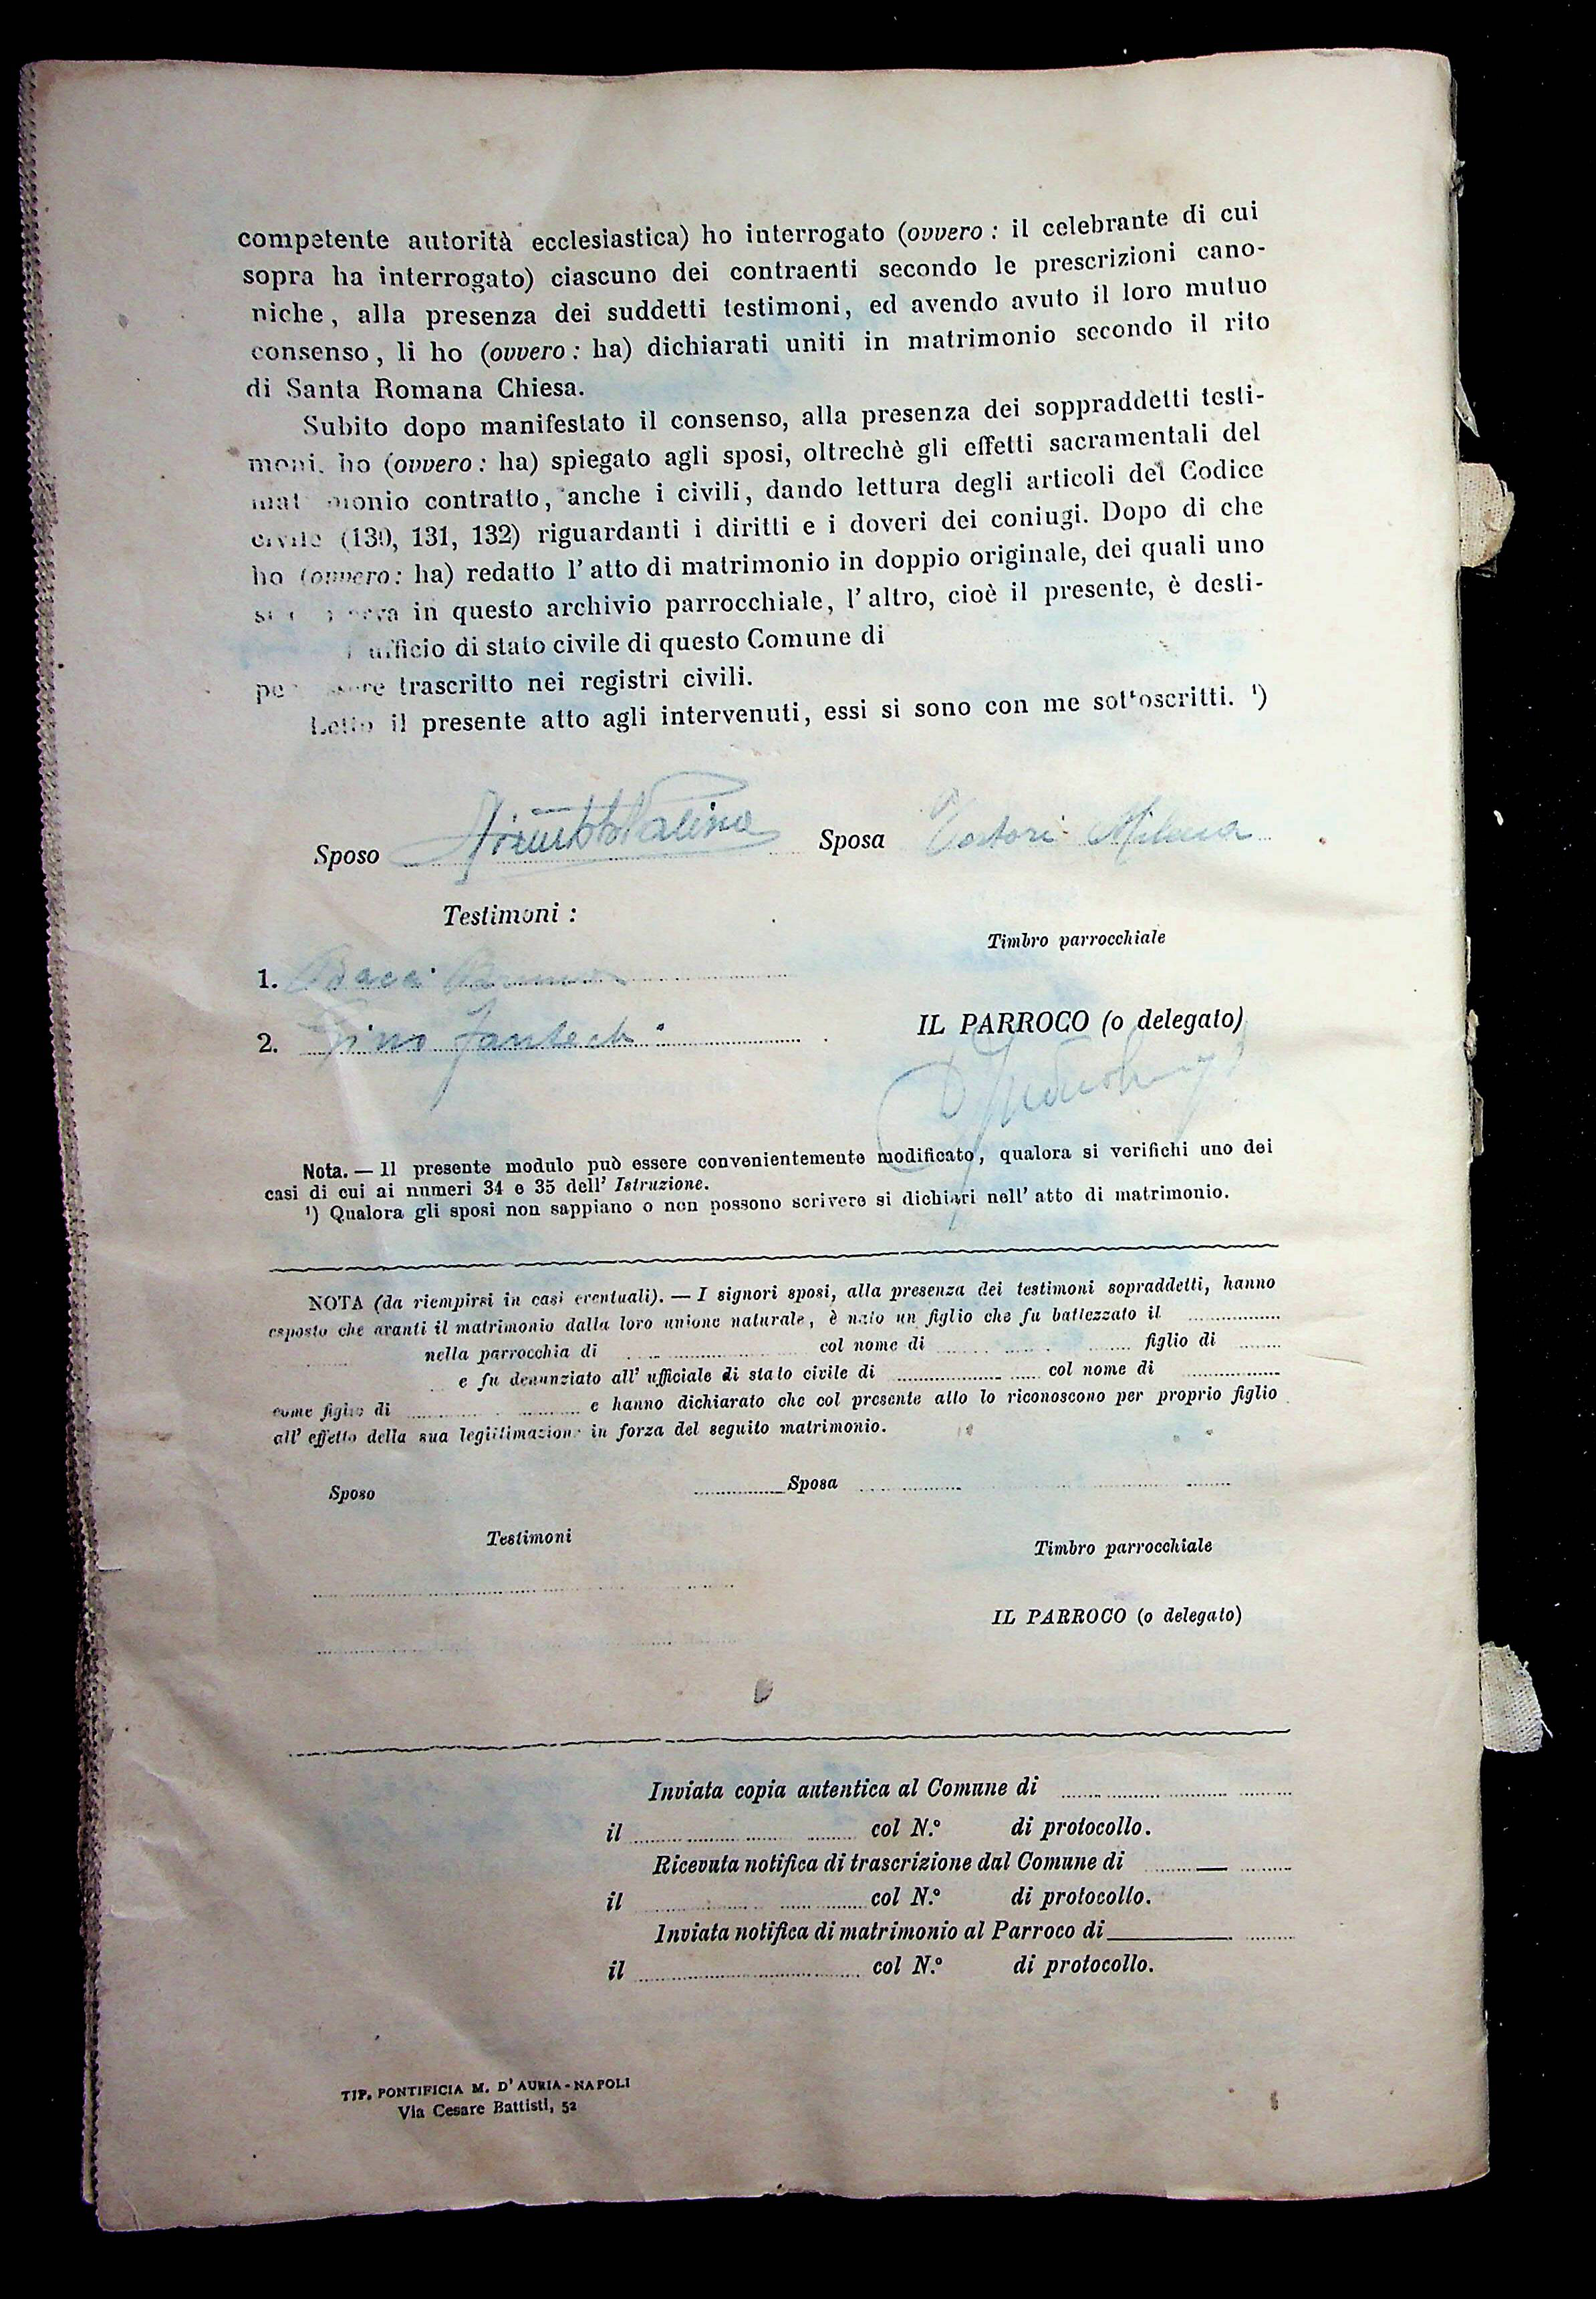 competente autorità ecclesiastica) ho interrogato (ovvero : il celebrante di cui
sopra ha interrogato) ciascuno dei contraenti secondo le prescrizioni cano-
niche, alla presenza dei suddetti testimoni, ed avendo avuto il loro mutuo
consenso, li ho (ovvero : ha) dichiarati uniti in matrimonio secondo il rito
di Santa Romana Chiesa.
Subito dopo manifestato il consenso, alla presenza dei soppraddetti testi-
moni, ho (ovvero : ha) spiegato agli sposi, oltrechè gli effetti sacramentali del
mat monio contratto, anche i civili, dando lettura degli articoli del Codice
civile (130, 131, 132) riguardanti i diritti e i doveri dei coniugi. Dopo di che
ho (ovvero : ha) redatto l' atto di matrimonio in doppio originale, dei quali uno
in questo archivio parrocchiale, l' altro, cioè il presente, è desti-
ufficio di stato civile di questo Comune di
trascritto nei registri civili.
Letto il presente atto agli intervenuti, essi si sono con me sottoscritti. ¹)
Sposo Sposa Milena
Testimoni :
Timbro parrocchiale
1.
2. Gino
IL PARROCO (o delegato)
Nota. — Il presente modulo può essere convenientemente modificato, qualora si verifichi uno dei
casi di cui ai numeri 34 e 35 dell' Istruzione.
¹) Qualora gli sposi non sappiano o non possono scrivere si dichiari nell' atto di matrimonio.
NOTA (da riempirsi in casi eventuali). — I signori sposi, alla presenza dei testimoni sopraddetti, hanno
esposto che avanti il matrimonio dalla loro unione naturale, è nato un figlio che fu battezzato il
nella parrocchia di col nome di figlio di
e fu denunziato all' ufficiale di stato civile di col nome di
come figlio di e hanno dichiarato che col presente atto lo riconoscono per proprio figlio
all' effetto della sua legittimazione in forza del seguito matrimonio.
Sposo Sposa
Testimoni
Timbro parrocchiale
IL PARROCO (o delegato)
Inviata copia autentica al Comune di
il col N.º di protocollo.
Ricevuta notifica di trascrizione dal Comune di
il col N.º di protocollo.
Inviata notifica di matrimonio al Parroco di
il col N.º di protocollo.
TIP. PONTIFICIA M. D' AURIA - NAPOLI
Via Cesare Battisti, 52